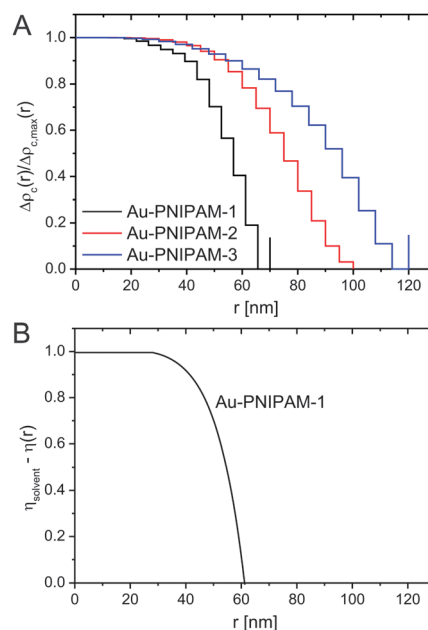 A
Δρc(r)/Δρc,max(r)
1.0
0.8
0.6
0.4
0.2
0.0
Au-PNIPAM-1
Au-PNIPAM-2
Au-PNIPAM-3
0 20 40 60 80 100 120
r [nm]
B
ηsolvent - η(r)
1.0
0.8
0.6
0.4
0.2
0.0
Au-PNIPAM-1
0 20 40 60 80 100 120
r [nm]